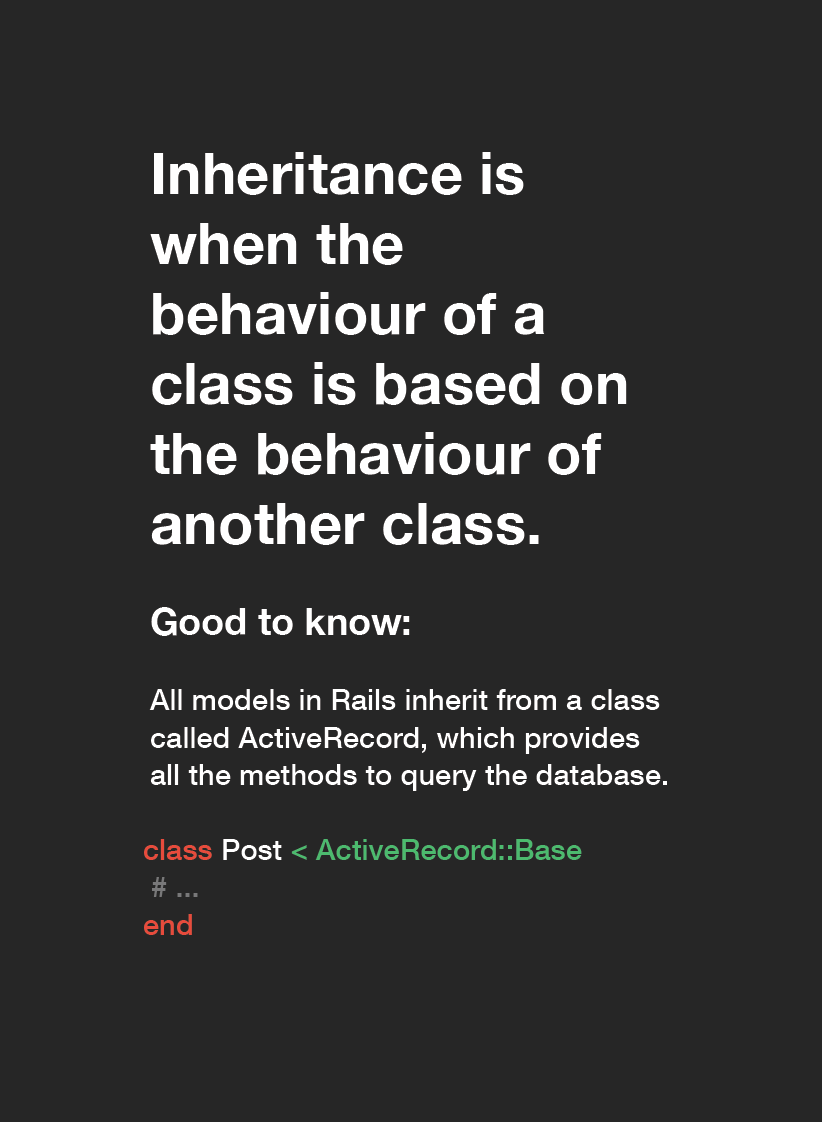 Inheritance is
when the
behaviour of a
class is based on
the behaviour of
another class.
Good to know:
All models in Rails inherit from a class
called ActiveRecord, which provides
all the methods to query the database.
class Post < ActiveRecord::Base
# ...
end